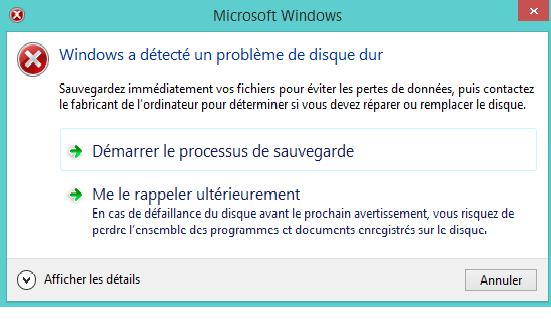 Microsoft Windows
Windows a détecté un problème de disque dur
Sauvegardez immédiatement vos fichiers pour éviter les pertes de données, puis contactez
le fabricant de l'ordinateur pour déterminer si vous devez réparer ou remplacer le disque.
Démarrer le processus de sauvegarde
Me le rappeler ultérieurement
En cas de défaillance du disque avant le prochain avertissement, vous risquez de
perdre l'ensemble des programmes et documents enregistrés sur le disque.
Afficher les détails
Annuler